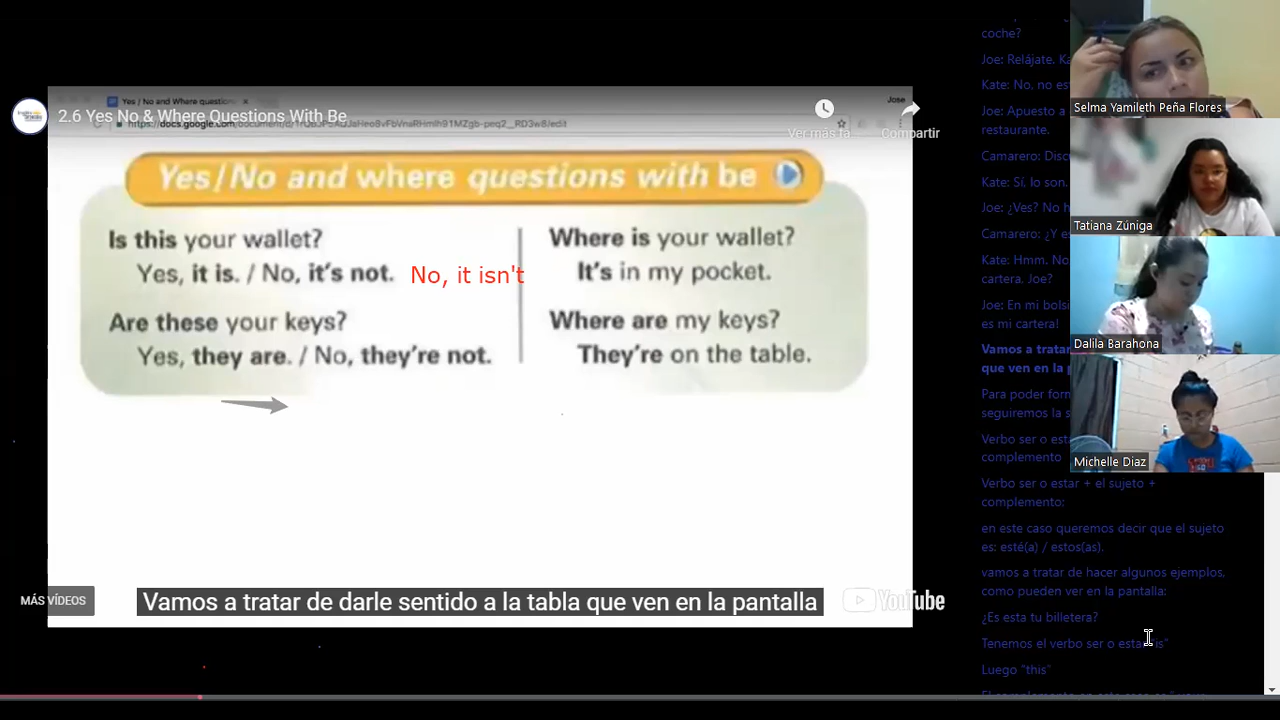 Yes / No and Where question
Jose
2.6 Yes No & Where Questions With Be
Compartir
Yes/No and where questions with be
Is this your wallet?
Yes, it is. / No, it's not. No, it isn't
Are these your keys?
Yes, they are. / No, they're not.
Where is your wallet?
It's in my pocket.
Where are my keys?
They're on the table.
MÁS VÍDEOS
Vamos a tratar de darle sentido a la tabla que ven en la pantalla
YouTube
coche?
Joe: Relájate.
Kate: No, no
Joe: Apuesto a
restaurante.
Camarero:
Kate: Sí, lo son.
Joe: ¿Ves? No
Camarero: ¿Y
Kate: Hmm. No
cartera. Joe?
Joe: En mi
es mi cartera!
Vamos a tratar
que ven en la
Para poder
seguiremos la
Verbo ser o
complemento
Verbo ser o estar + el sujeto +
complemento:
en este caso queremos decir que el sujeto
es: esté(a) / estos(as).
vamos a tratar de hacer algunos ejemplos,
como pueden ver en la pantalla:
¿Es esta tu billetera?
Tenemos el verbo ser o estar "is"
Luego "this"
Selma Yamileth Peña Flores
Tatiana Zúniga
Dalila Barahona
Michelle Diaz